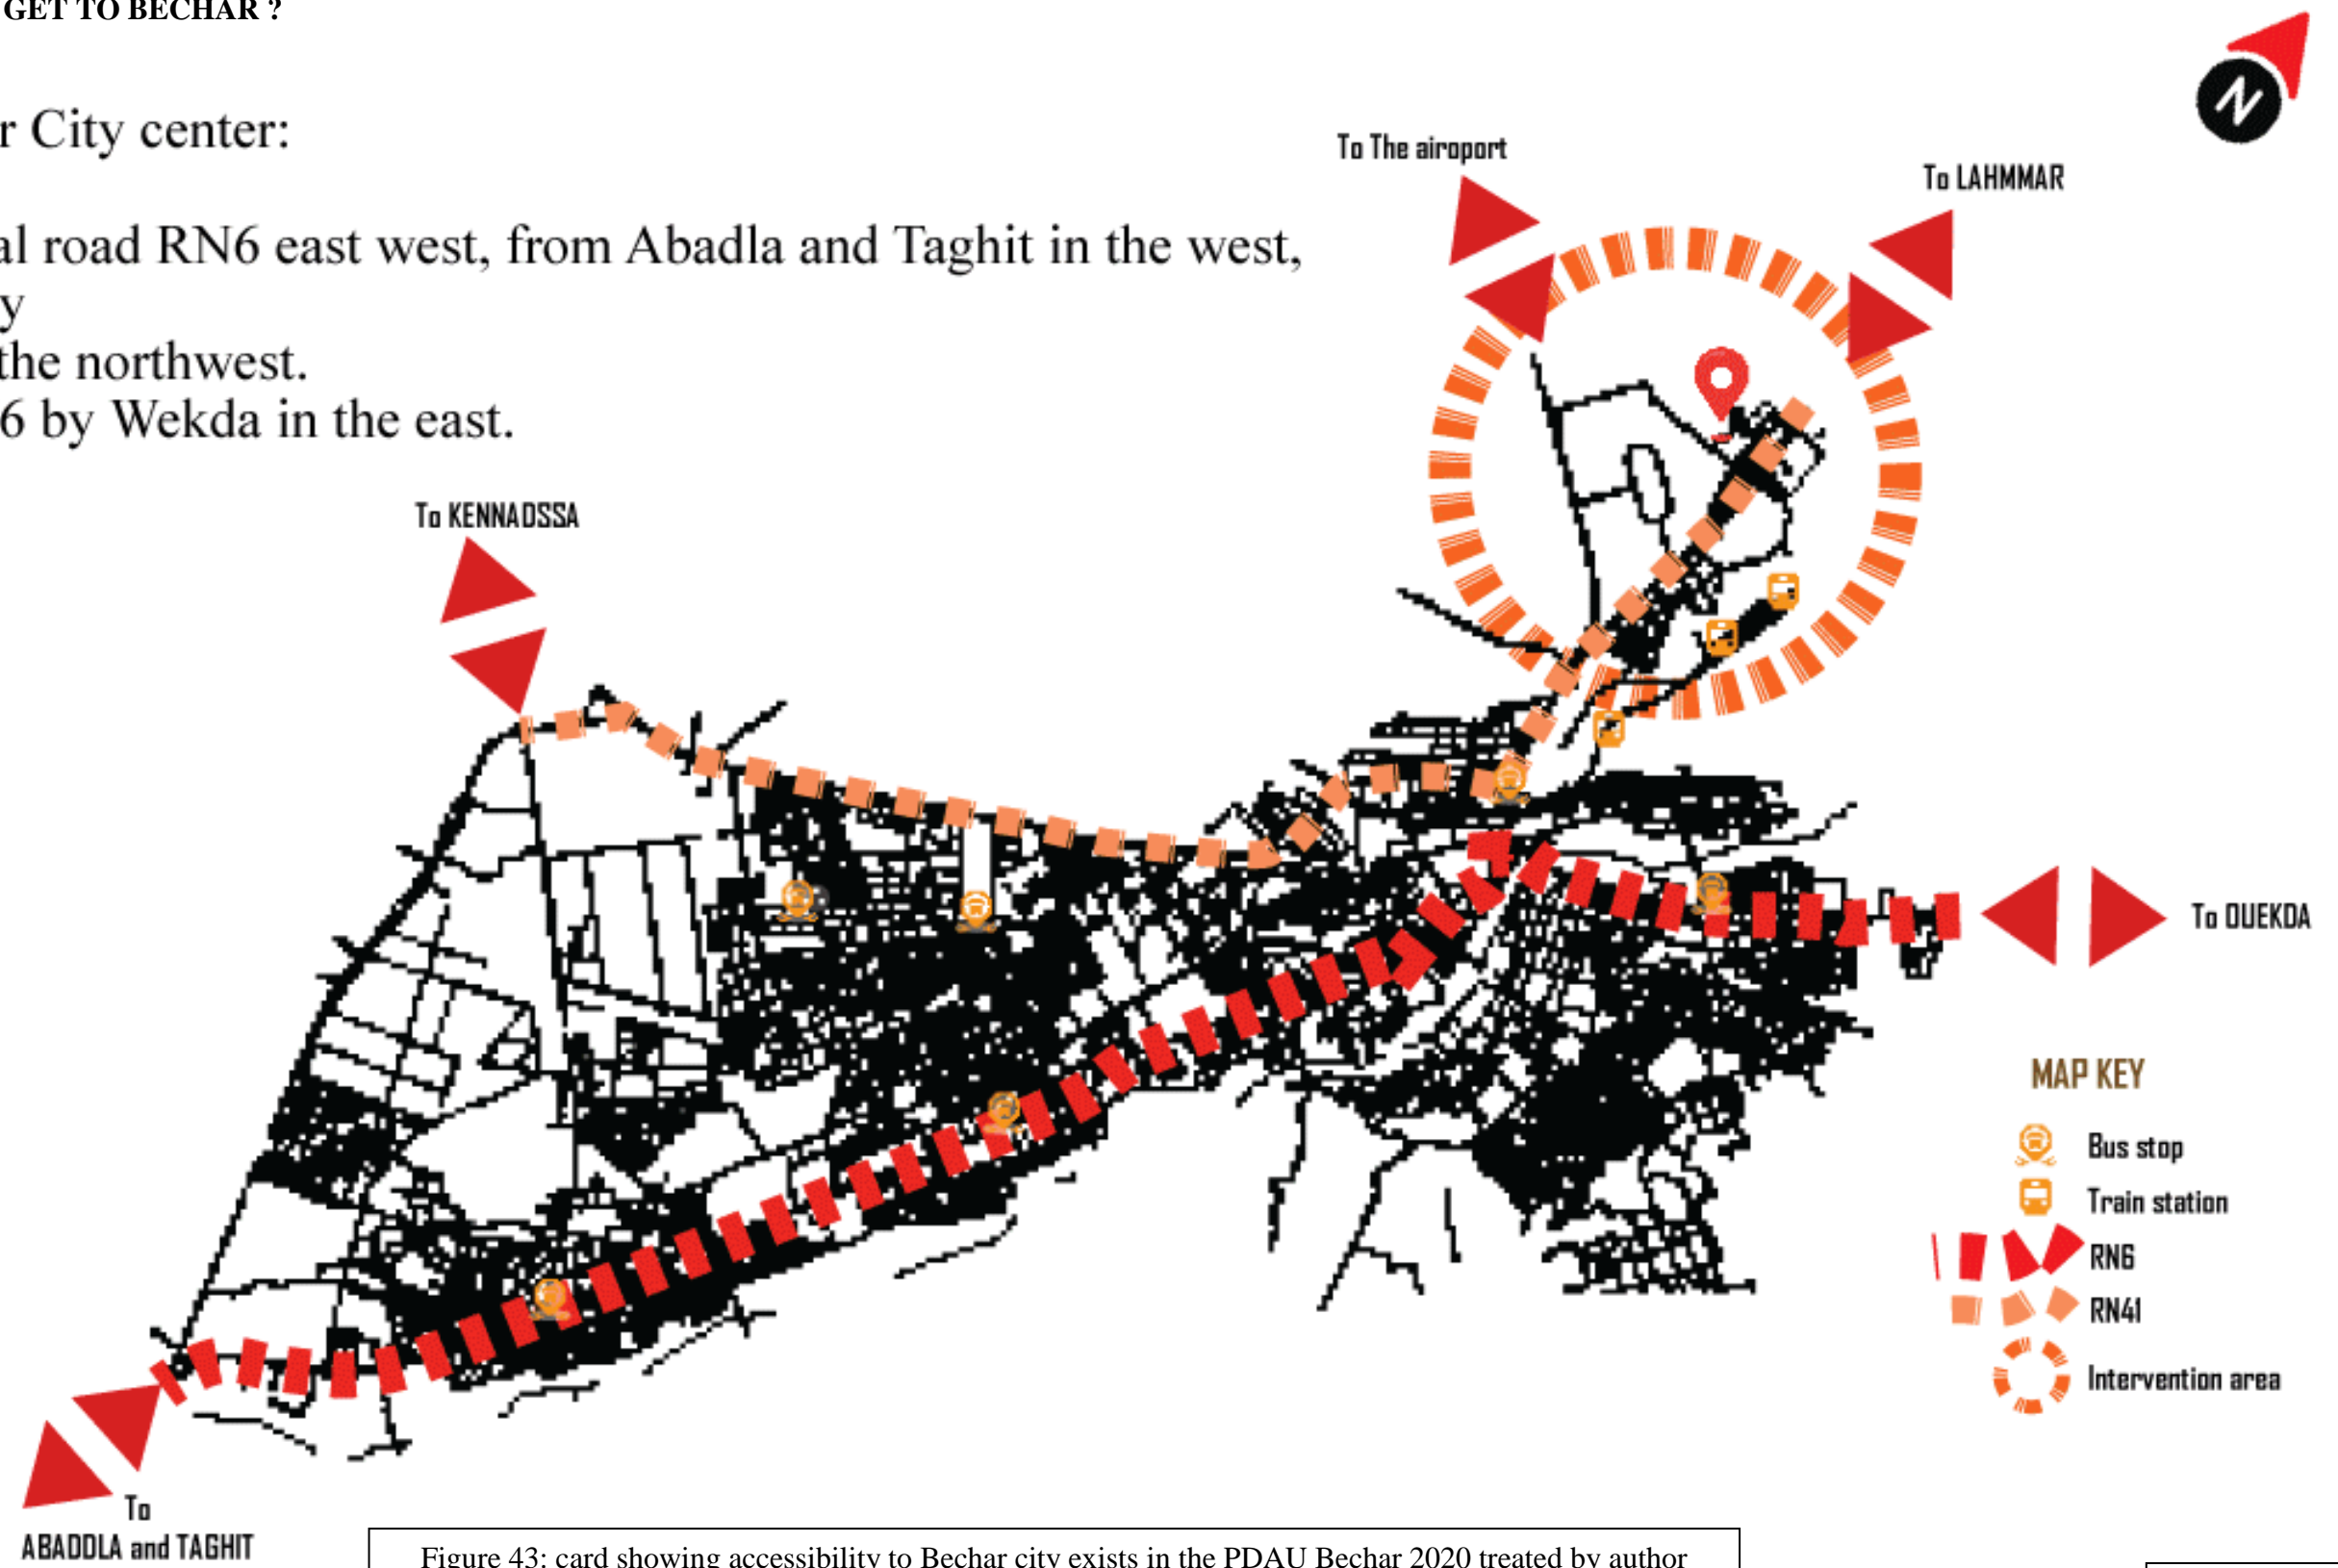 GET TO BECHAR ?
r City center:
al road RN6 east west, from Abadla and Taghit in the west,
y
the northwest.
6 by Wekda in the east.
N
To The airoport
To LAHMMAR
To KENNADSSA
To OUEKDA
MAP KEY
Bus stop
Train station
RN6
RN41
Intervention area
To
ABADDLA and TAGHIT
Figure 43: card showing accessibility to Bechar city exists in the PDAU Bechar 2020 treated by author